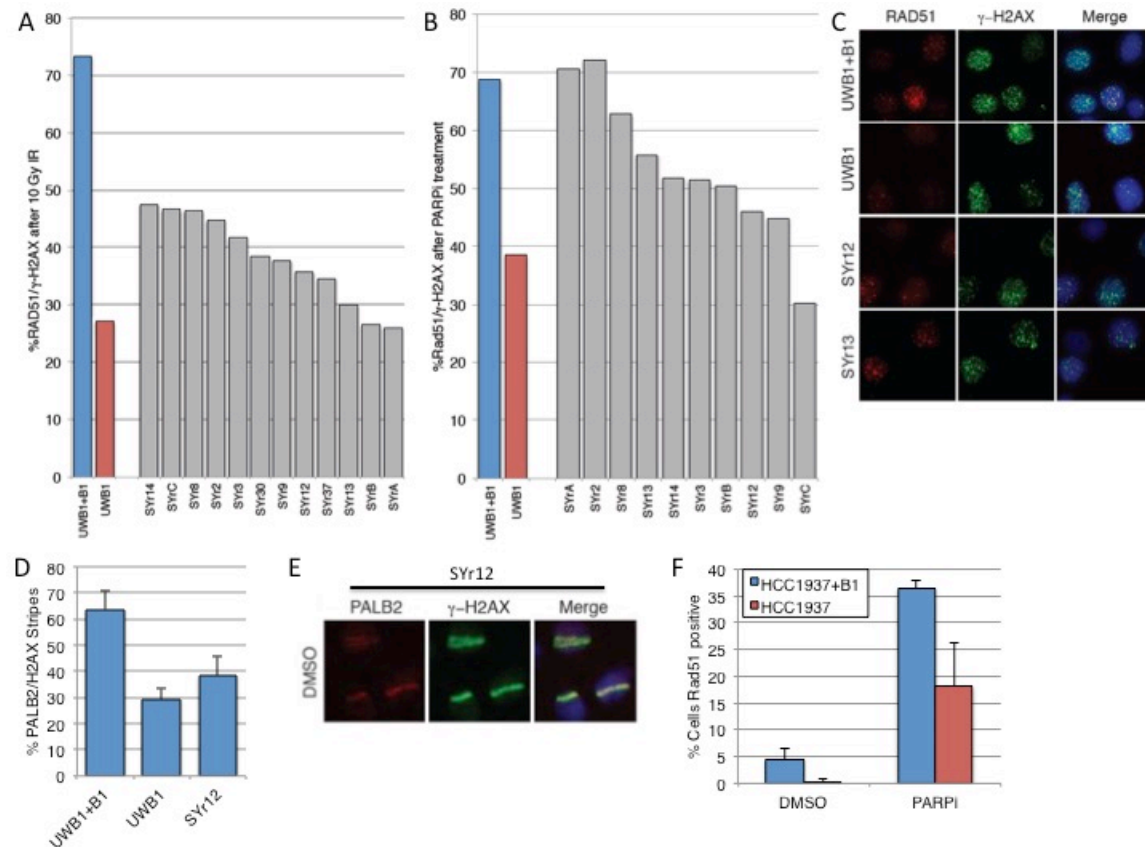 A
%RAD51/γ-H2AX after 10 Gy IR
80
70
60
50
40
30
20
10
0
UWB1+B1
UWB1
SYr14
SYrC
SYr8
SYr2
SYr3
SYr30
SYr9
SYr12
SYr37
SYr13
SYrB
SYrA
B
%Rad51/γ-H2AX after PARPi treatment
80
70
60
50
40
30
20
10
0
UWB1+B1
UWB1
SYrA
SYr2
SYr8
SYr13
SYr14
SYr3
SYrB
SYr12
SYr9
SYrC
C
RAD51 γ-H2AX Merge
UWB1+B1
UWB1
SYr12
SYr13
D
% PALB2/H2AX Stripes
80
70
60
50
40
30
20
10
0
UWB1+B1
UWB1
SYr12
E
SYr12
PALB2 γ-H2AX Merge
DMSO
F
% Cells Rad51 positive
40
35
30
25
20
15
10
5
0
HCC1937+B1
HCC1937
DMSO PARPi